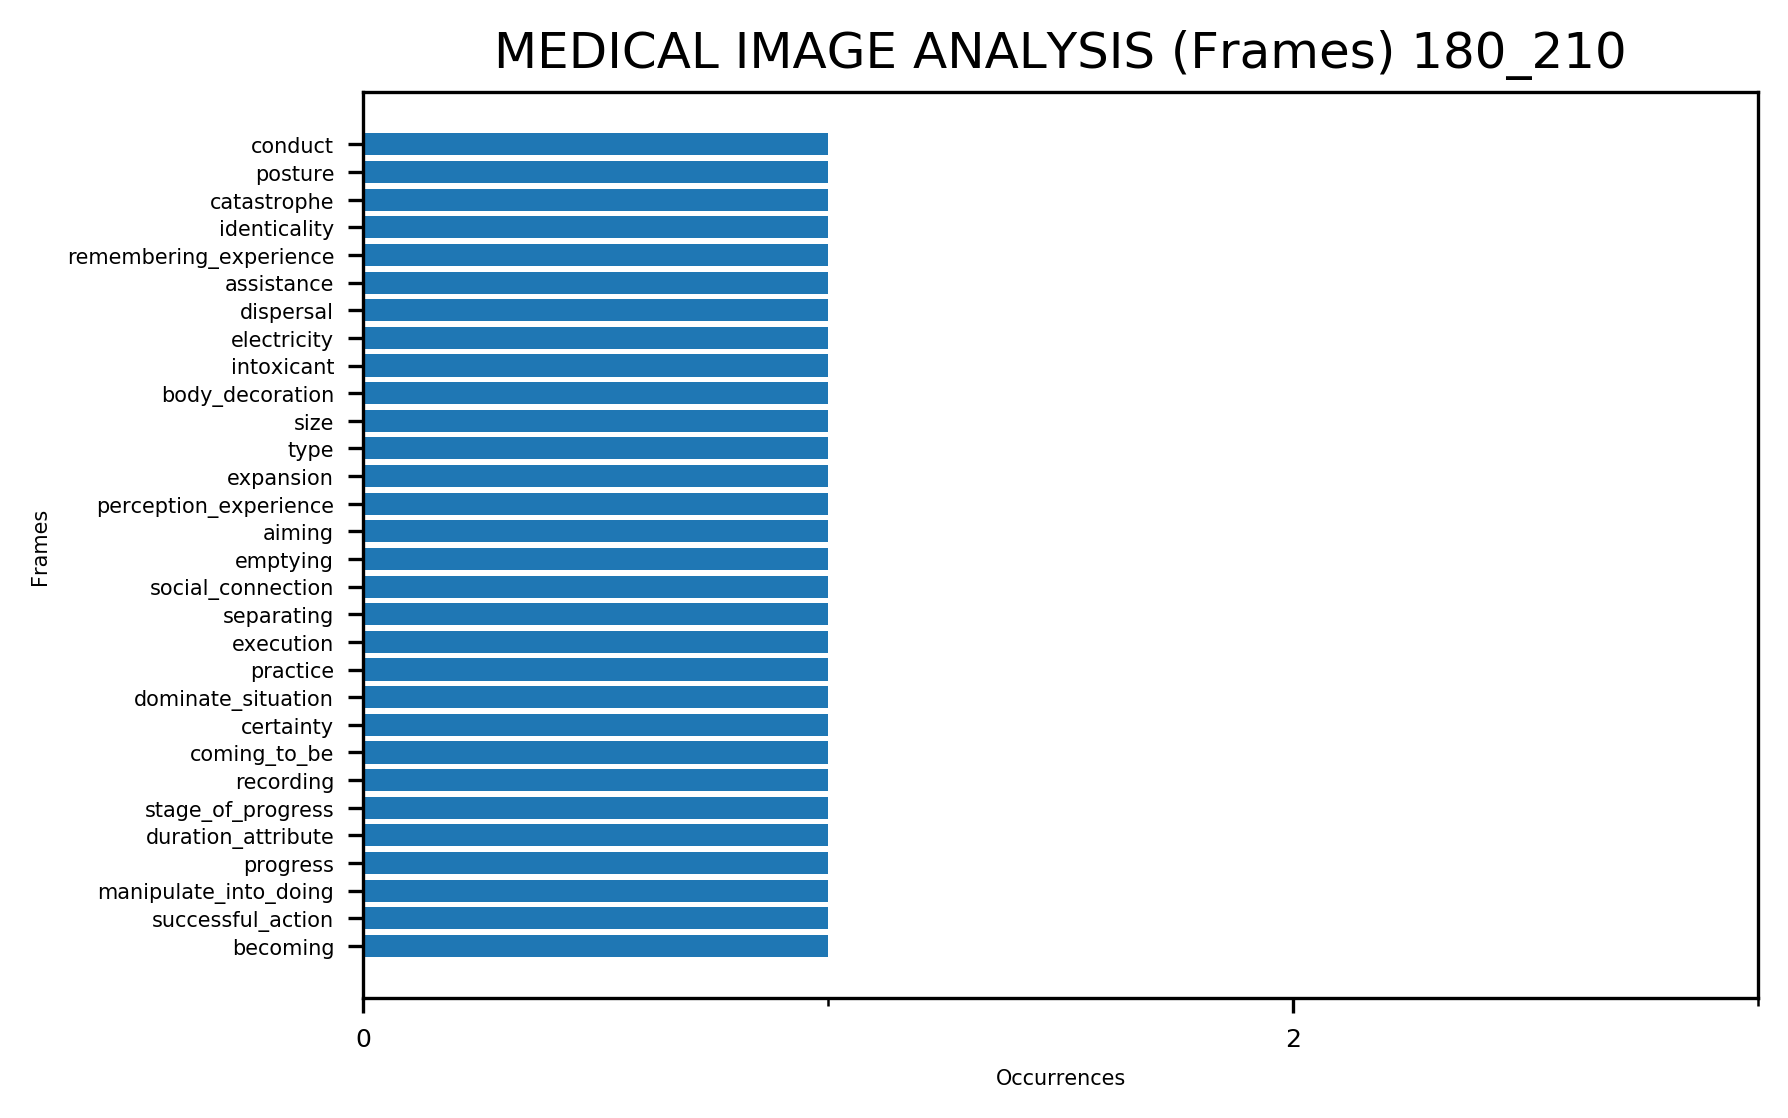 MEDICAL IMAGE ANALYSIS (Frames) 180_210
conduct
posture
catastrophe
identicality
remembering_experience
assistance
dispersal
electricity
intoxicant
body_decoration
size
type
expansion
perception_experience
aiming
emptying
social_connection
separating
execution
practice
dominate_situation
certainty
coming_to_be
recording
stage_of_progress
duration_attribute
progress
manipulate_into_doing
successful_action
becoming
Frames
0 2
Occurrences